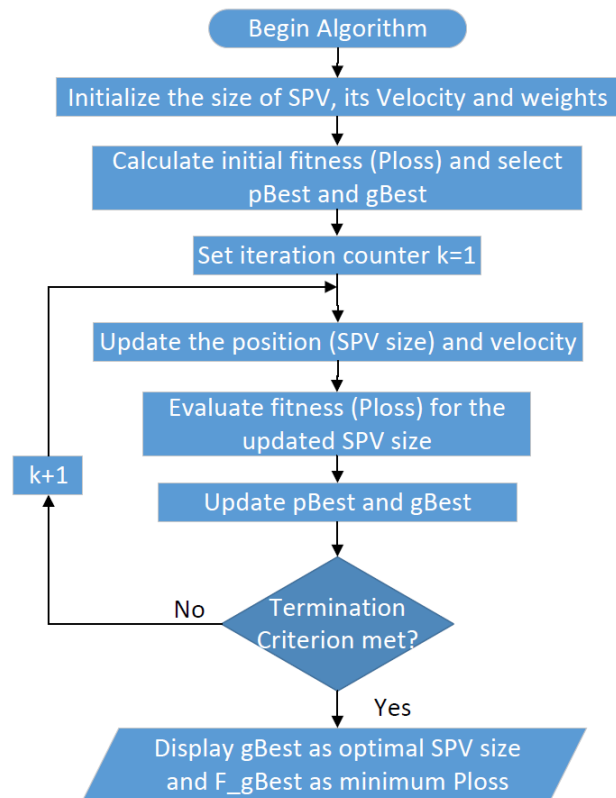 Begin Algorithm
Initialize the size of SPV, its Velocity and weights
Calculate initial fitness (Ploss) and select
pBest and gBest
Set iteration counter k=1
Update the position (SPV size) and velocity
Evaluate fitness (Ploss) for the
updated SPV size
k+1
Update pBest and gBest
Termination
Criterion met?
No
Yes
Display gBest as optimal SPV size
and F_gBest as minimum Ploss